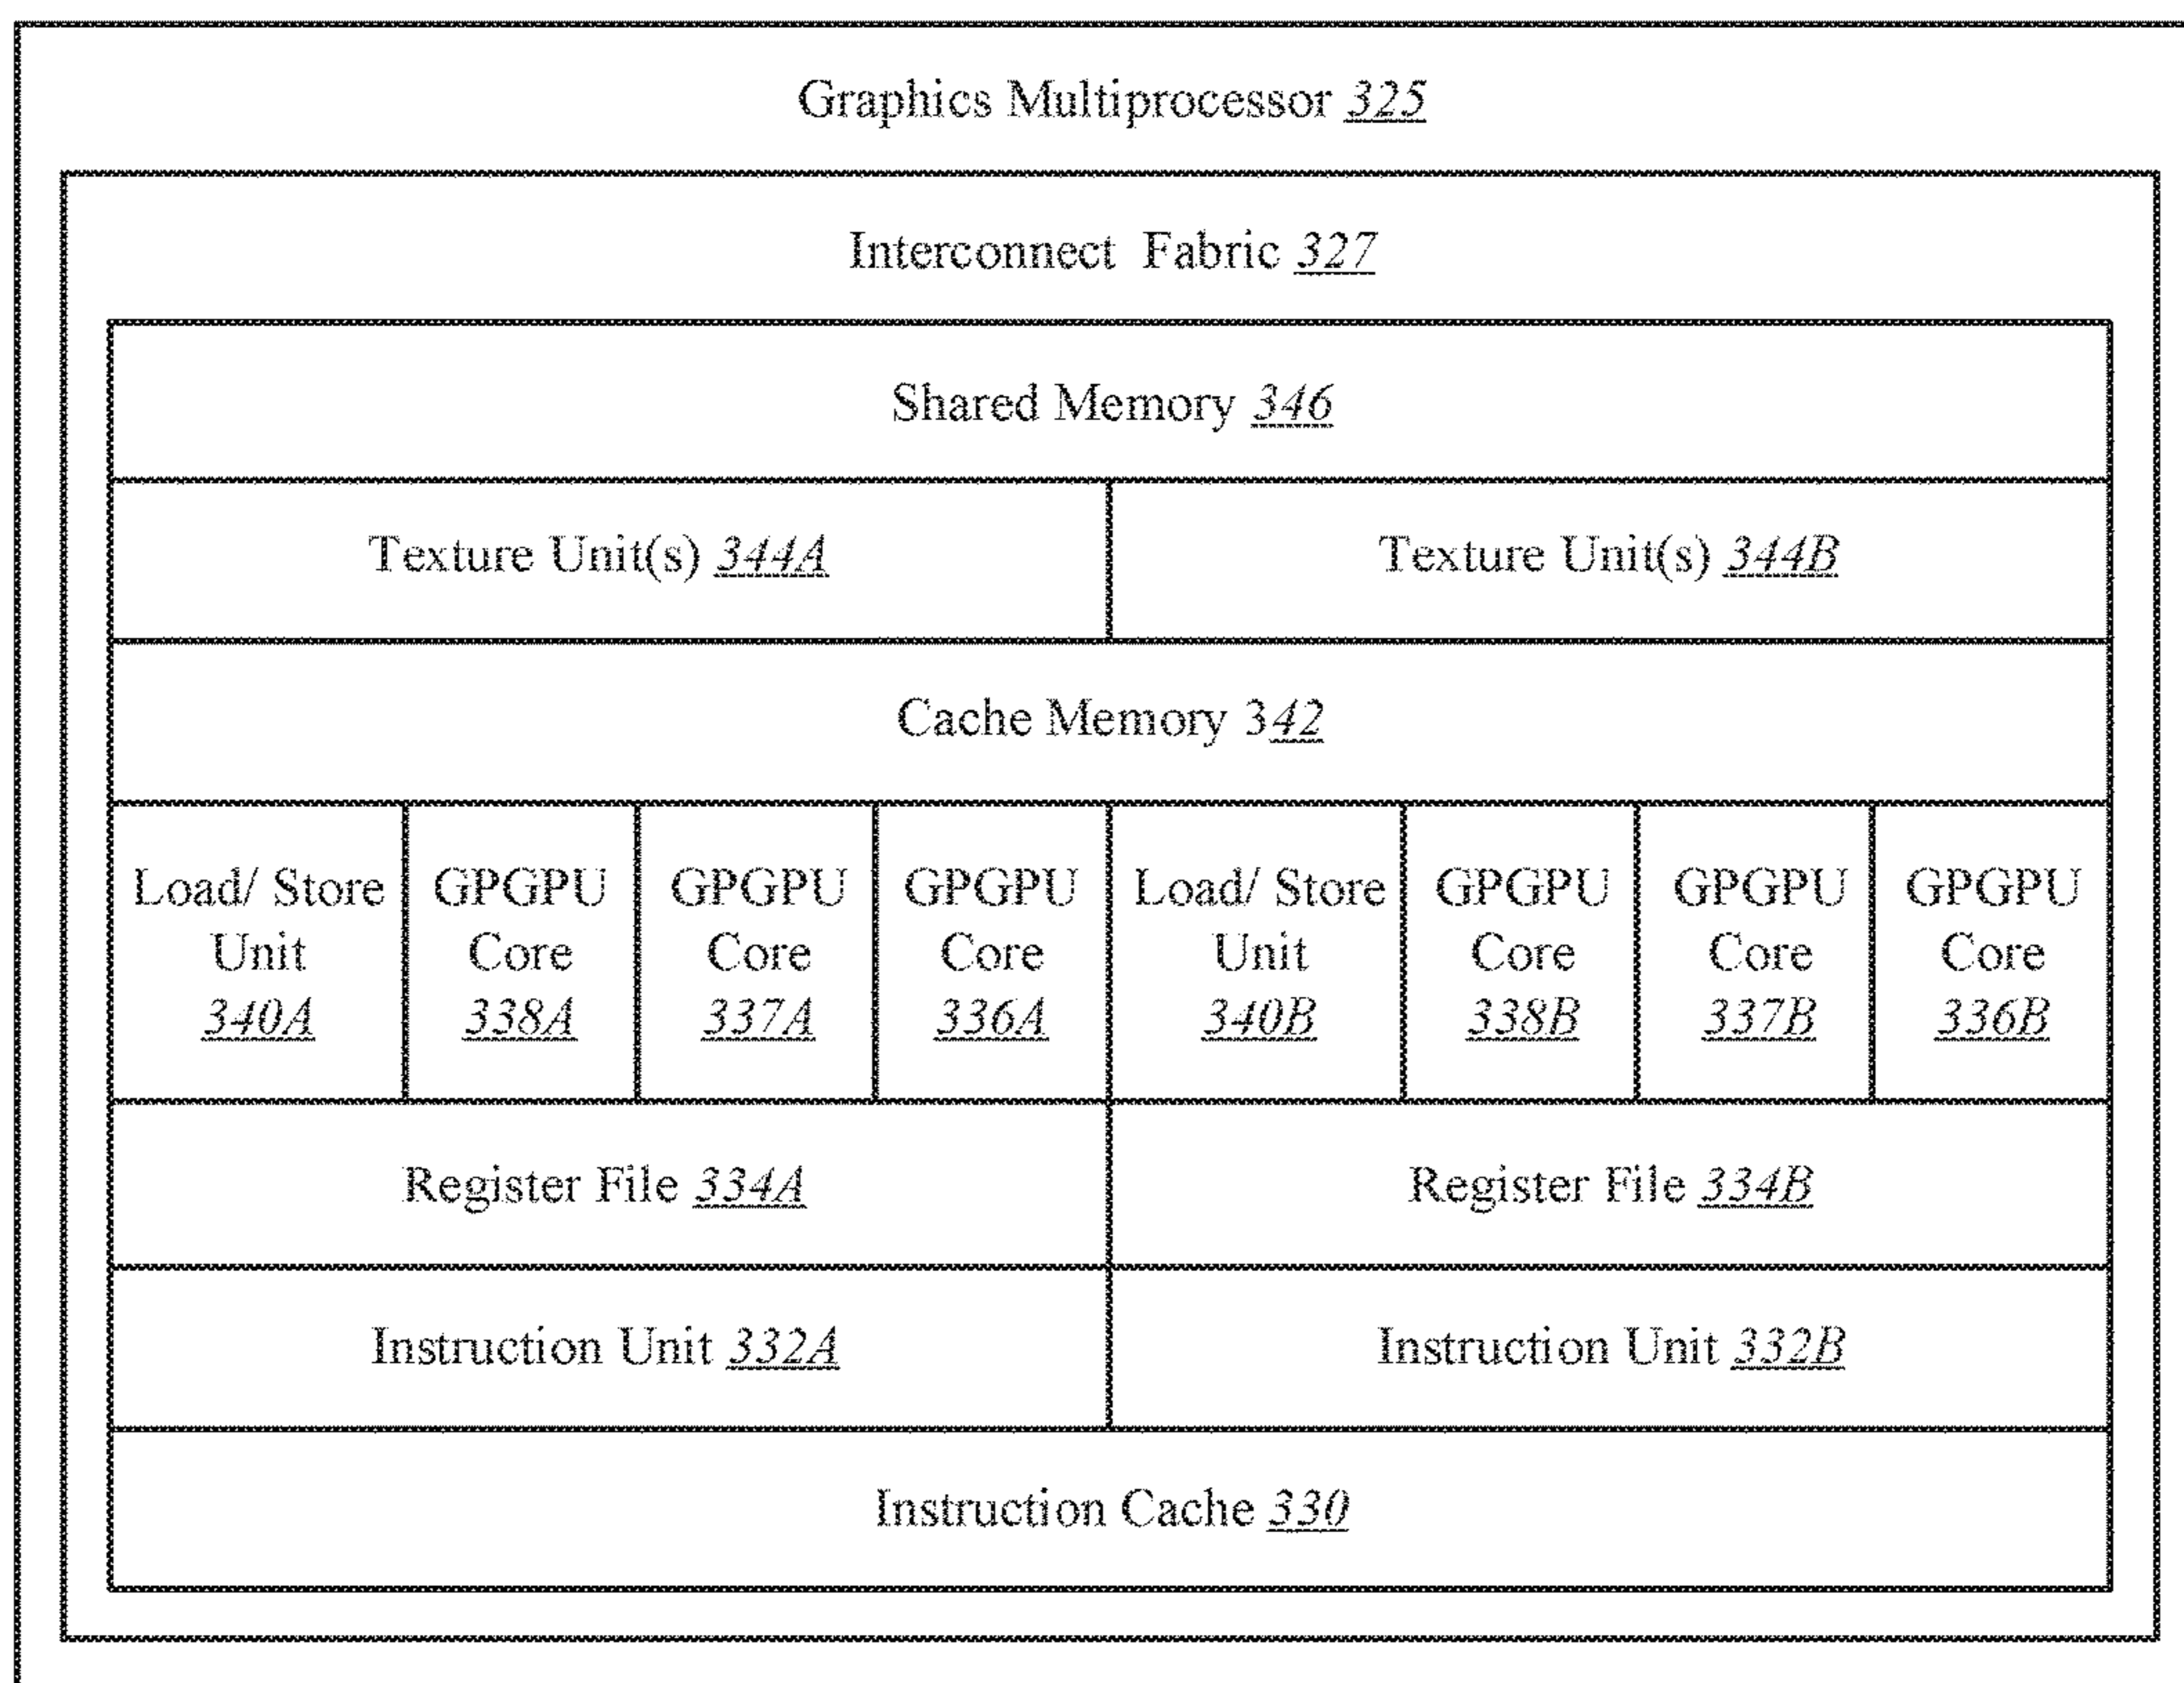 Graphics Multiprocessor 325
Interconnect Fabric 327
Shared Memory 346
Texture Unit(s) 344A
Texture Unit(s) 344B
Cache Memory 342
Load/ Store
Unit
340A
GPGPU
Core
338A
GPGPU
Core
337A
GPGPU
Core
336A
Load/ Store
Unit
340B
GPGPU
Core
338B
GPGPU
Core
337B
GPGPU
Core
336B
Register File 334A
Register File 334B
Instruction Unit 332A
Instruction Unit 332B
Instruction Cache 330